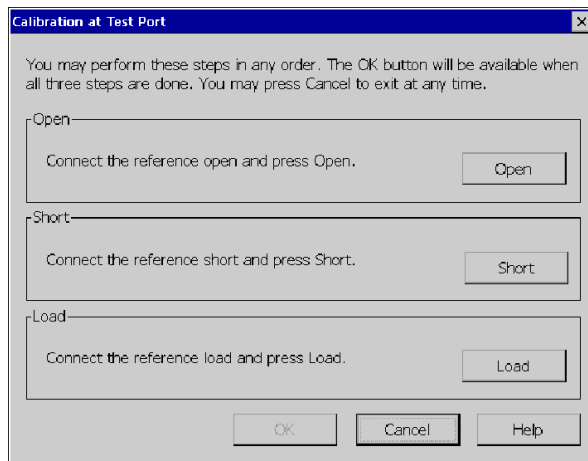 Calibration at Test Port
You may perform these steps in any order. The OK button will be available when
all three steps are done. You may press Cancel to exit at any time.
Open
Connect the reference open and press Open.
Open
Short
Connect the reference short and press Short.
Short
Load
Connect the reference load and press Load.
Load
OK
Cancel
Help